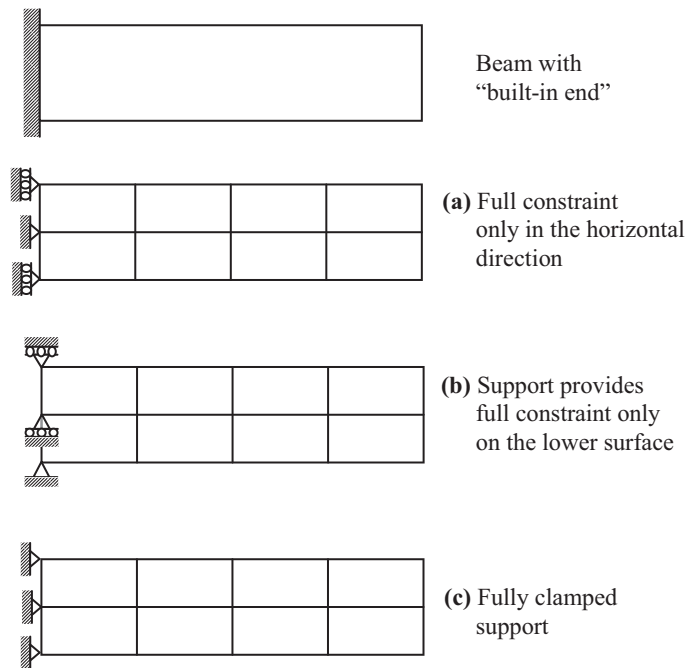 Beam with
“built-in end”
(a) Full constraint
only in the horizontal
direction
(b) Support provides
full constraint only
on the lower surface
(c) Fully clamped
support